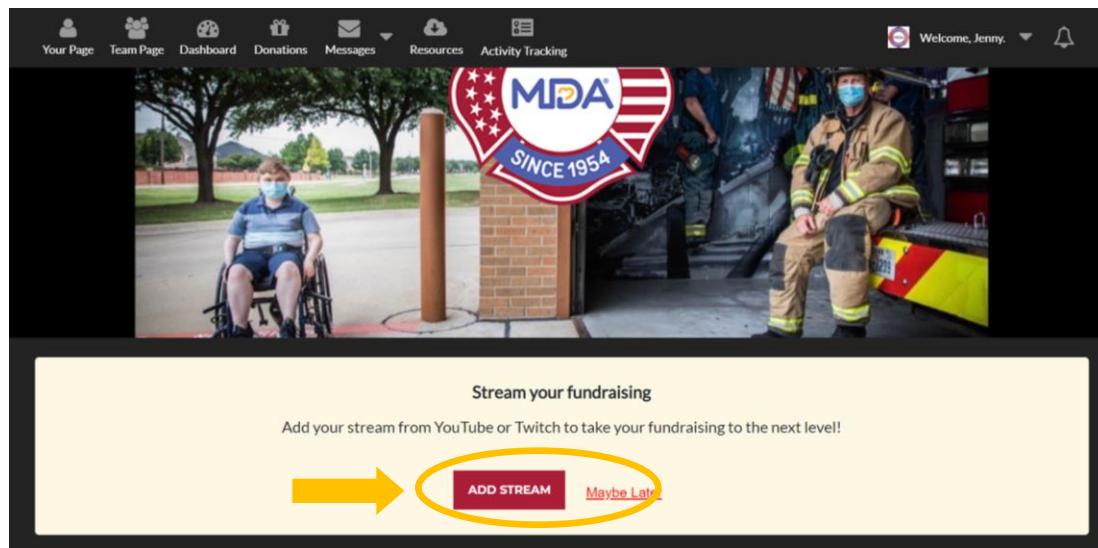 Your Page Team Page Dashboard Donations Messages Resources Activity Tracking Welcome, Jenny.
MDA
SINCE 1954
Stream your fundraising
Add your stream from YouTube or Twitch to take your fundraising to the next level!
ADD STREAM Maybe Later